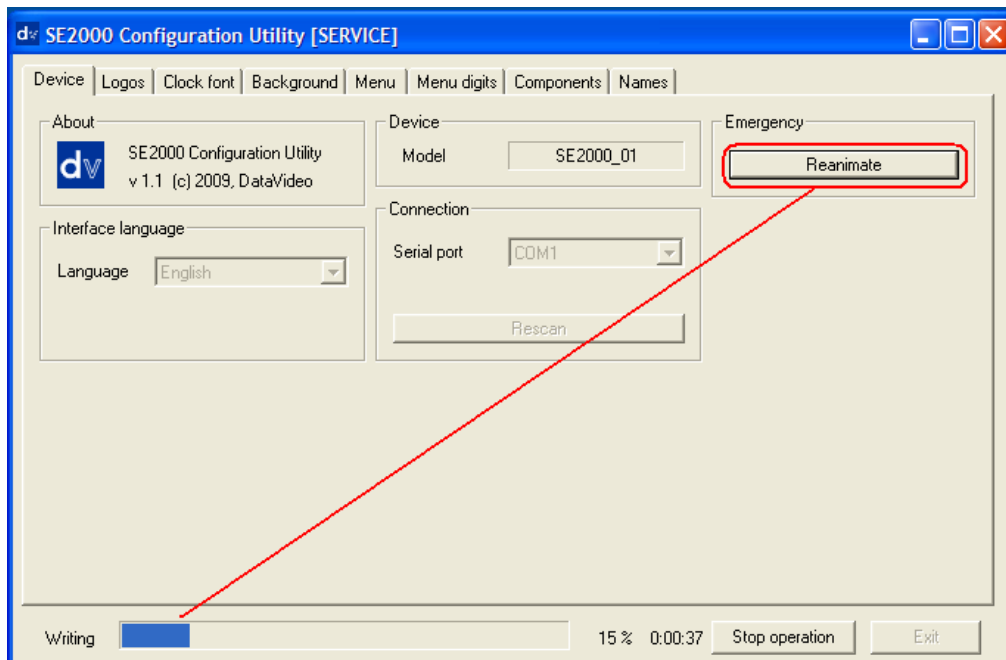 dv SE2000 Configuration Utility [SERVICE]
Device Logos Clock font Background Menu Menu digits Components Names
About
dv
SE2000 Configuration Utility
v 1.1 (c) 2009, DataVideo
Interface language
Language English
Device
Model SE2000_01
Connection
Serial port COM1
Rescan
Emergency
Reanimate
Writing 15 % 0:00:37 Stop operation Exit